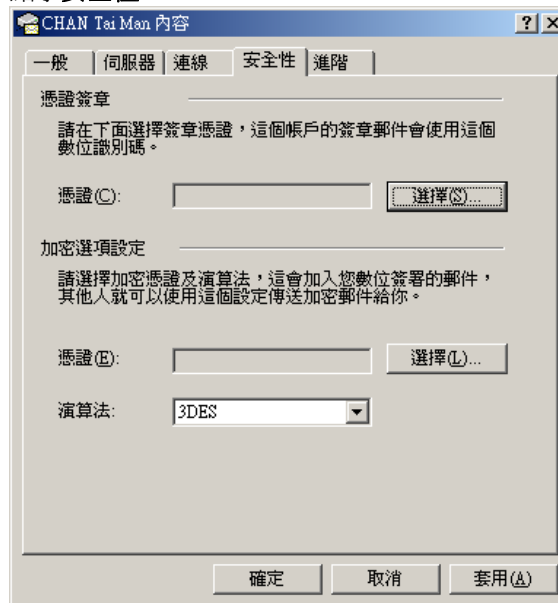 CHAN Tai Man 內容
一般 伺服器 連線 安全性 進階
憑證簽章
請在下面選擇簽章憑證，這個帳戶的簽章郵件會使用這個
數位識別碼。
憑證(C): 選擇(S)...
加密選項設定
請選擇加密憑證及演算法，這會加入您數位簽署的郵件，
其他人就可以使用這個設定傳送加密郵件給你。
憑證(E): 選擇(L)...
演算法: 3DES
確定 取消 套用(A)